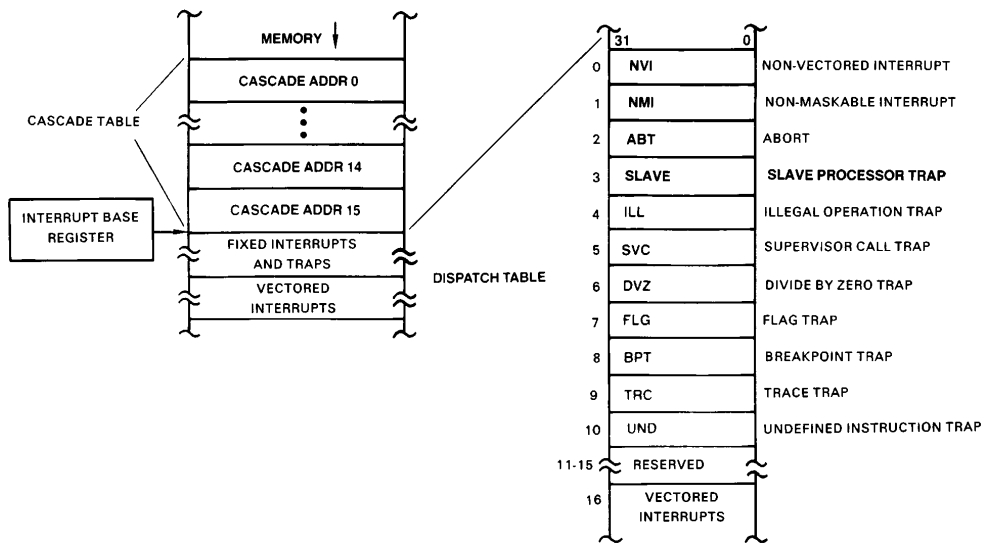 MEMORY
CASCADE ADDR 0
CASCADE TABLE
CASCADE ADDR 14
CASCADE ADDR 15
INTERRUPT BASE
REGISTER
FIXED INTERRUPTS
AND TRAPS
VECTORED
INTERRUPTS
DISPATCH TABLE
31 0
0 NVI NON-VECTORED INTERRUPT
1 NMI NON-MASKABLE INTERRUPT
2 ABT ABORT
3 SLAVE SLAVE PROCESSOR TRAP
4 ILL ILLEGAL OPERATION TRAP
5 SVC SUPERVISOR CALL TRAP
6 DVZ DIVIDE BY ZERO TRAP
7 FLG FLAG TRAP
8 BPT BREAKPOINT TRAP
9 TRC TRACE TRAP
10 UND UNDEFINED INSTRUCTION TRAP
11-15 RESERVED
16 VECTORED
INTERRUPTS